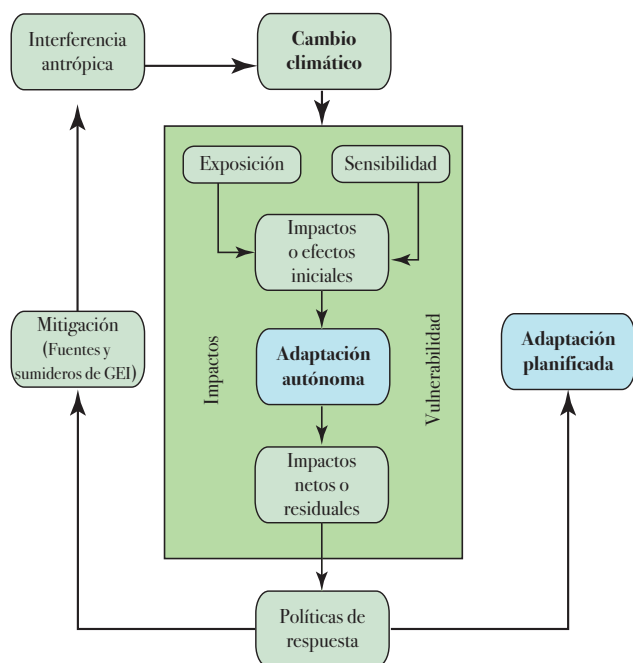 Interferencia
antrópica
Cambio
climático
Exposición
Sensibilidad
Impactos
o efectos
iniciales
Mitigación
(Fuentes y
sumideros de GEI)
Impactos
Adaptación
autónoma
Vulnerabilidad
Adaptación
planificada
Impactos
netos o
residuales
Políticas de
respuesta